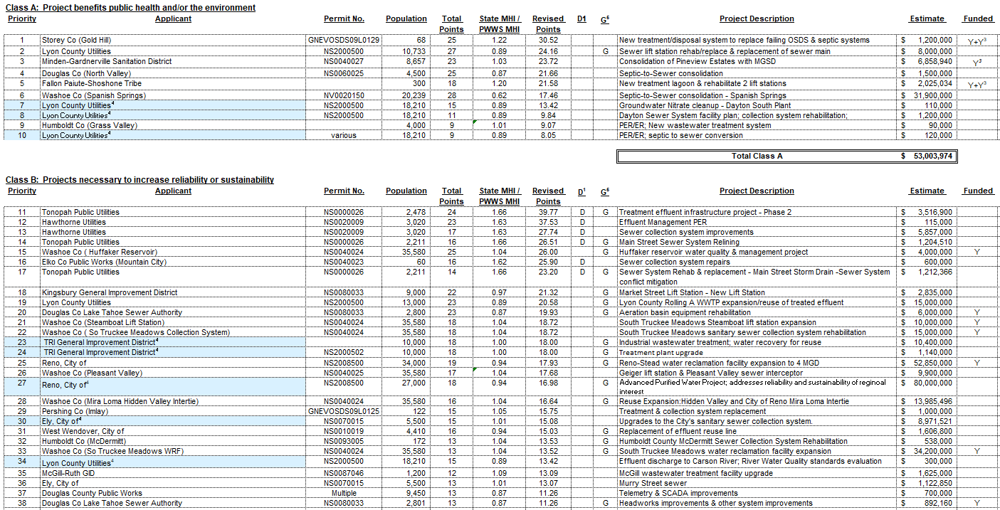 Class A: Project benefits public health and/or the environment
Priority Applicant Permit No. Population Total Points State MHI / PWWS MHI Revised Points D1 G⁶ Project Description Estimate Funded
1 Storey Co (Gold Hill) GNEVOSDS09L0129 68 25 1.22 30.52 New treatment/disposal system to replace failing OSDS & septic systems $ 1,200,000 Y+Y³
2 Lyon County Utilities NS2000500 10,733 27 0.89 24.16 G Sewer lift station rehab/replace & replacement of sewer main $ 8,000,000
3 Minden-Gardnerville Sanitation District NS0040027 8,657 23 1.03 23.72 Consolidation of Pineview Estates with MGSD $ 6,858,940 Y³
4 Douglas Co (North Valley) NS0060025 4,500 25 0.87 21.66 Septic-to-Sewer consolidation $ 1,500,000
5 Fallon Paiute-Shoshone Tribe 300 18 1.20 21.58 New treatment lagoon & rehabilitate 2 lift stations $ 2,025,034 Y+Y³
6 Washoe Co (Spanish Springs) NV0020150 20,239 28 0.62 17.46 Septic-to-Sewer consolidation - Spanish Springs $ 31,900,000
7 Lyon County Utilities⁴ NS2000500 18,210 15 0.89 13.42 Groundwater Nitrate cleanup - Dayton South Plant $ 110,000
8 Lyon County Utilities⁴ NS2000500 18,210 11 0.89 9.84 Dayton Sewer System facility plan; collection system rehabilitation; $ 1,200,000
9 Humboldt Co (Grass Valley) 4,000 9 1.01 9.07 PER/ER; New wastewater treatment system $ 90,000
10 Lyon County Utilities⁴ various 18,210 9 0.89 8.05 PER/ER; septic to sewer conversion $ 120,000
Total Class A $ 53,003,974
Class B: Projects necessary to increase reliability or sustainability
Priority Applicant Permit No. Population Total Points State MHI / PWWS MHI Revised Points D¹ G⁶ Project Description Estimate Funded
11 Tonopah Public Utilities NS0000026 2,478 24 1.66 39.77 D G Treatment effluent infrastructure project - Phase 2 $ 3,516,900
12 Hawthorne Utilities NS0020009 3,020 23 1.63 37.53 D Effluent Management PER $ 115,000
13 Hawthorne Utilities NS0020009 3,020 17 1.63 27.74 D Sewer collection system improvements $ 5,857,000
14 Tonopah Public Utilities NS0000026 2,211 16 1.66 26.51 D G Main Street Sewer System Relining $ 1,204,510
15 Washoe Co ( Huffaker Reservoir) NS0040024 35,580 25 1.04 26.00 G Huffaker reservoir water quality & management project $ 4,000,000 Y
16 Elko Co Public Works (Mountain City) NS0040023 60 16 1.62 25.90 D Sewer collection system repairs $ 600,000
17 Tonopah Public Utilities NS0000026 2,211 14 1.66 23.20 D G Sewer System Rehab & replacement - Main Street Storm Drain -Sewer System $ 1,212,366
conflict mitigation
18 Kingsbury General Improvement District NS0080033 9,000 22 0.97 21.32 G Market Street Lift Station - New Lift Station $ 2,835,000
19 Lyon County Utilities NS2000500 13,000 23 0.89 20.58 G Lyon County Rolling A WWTP expansion/reuse of treated effluent $ 15,000,000
20 Douglas Co Lake Tahoe Sewer Authority NS0080033 2,800 23 0.87 19.93 G Aeration basin equipment rehabilitation $ 6,000,000 Y
21 Washoe Co (Steamboat Lift Station) NS0040024 35,580 18 1.04 18.72 G South Truckee Meadows Steamboat lift station expansion $ 10,000,000 Y
22 Washoe Co ( So Truckee Meadows Collection System) NS0040024 35,580 18 1.04 18.72 G South Truckee Meadows sanitary sewer collection system rehabilitation $ 15,000,000 Y
23 TRI General Improvement District⁴ 10,000 18 1.00 18.00 G Industrial wastewater treatment; water recovery for reuse $ 10,400,000
24 TRI General Improvement District⁴ NS2000502 10,000 18 1.00 18.00 G Treatment plant upgrade $ 1,140,000
25 Reno, City of NS2008500 34,000 19 0.94 17.93 G Reno-Stead water reclamation facility expansion to 4 MGD $ 52,850,000 Y
26 Washoe Co (Pleasant Valley) NS0040025 35,580 17 1.04 17.68 Geiger lift station & Pleasant Valley sewer interceptor $ 9,900,000
27 Reno, City of⁴ NS2008500 27,000 18 0.94 16.98 G Advanced Purified Water Project; addresses reliability and sustainability of reginoal $ 80,000,000
interest
28 Washoe Co (Mira Loma Hidden Valley Intertie) NS0040024 35,580 16 1.04 16.64 G Reuse Expansion:Hidden Valley and City of Reno Mira Loma Intertie $ 13,985,496
29 Pershing Co (Imlay) GNEVOSDS09L0125 122 15 1.05 15.75 Treatment & collection system replacement $ 1,000,000
30 Ely, City of⁴ NS0070015 5,500 15 1.01 15.08 Upgrades to the City's sanitary sewer collection system. $ 8,971,521
31 West Wendover, City of NS0010019 4,410 16 0.94 15.03 G Replacement of effluent reuse line $ 1,606,800
32 Humboldt Co (McDermitt) NS0093005 172 13 1.04 13.53 G Humboldt County McDermitt Sewer Collection System Rehabilitation $ 538,000
33 Washoe Co (So Truckee Meadows WRF) NS0040024 35,580 13 1.04 13.52 G South Truckee Meadows water reclamation facility expansion $ 34,200,000 Y
34 Lyon County Utilities⁴ NS2000500 18,210 15 0.89 13.42 Effluent discharge to Carson River; River Water Quality standards evaluation $ 300,000
35 McGill-Ruth GID NS0087046 1,200 12 1.09 13.09 McGill wastewater treatment facility upgrade $ 1,625,000
36 Ely, City of NS0070015 5,500 13 1.01 13.07 Murry Street sewer $ 1,122,850
37 Douglas County Public Works Multiple 9,450 13 0.87 11.26 Telemetry & SCADA improvements $ 700,000
38 Douglas Co Lake Tahoe Sewer Authority NS0080033 2,801 13 0.87 11.26 G Headworks improvements & other system improvements $ 892,160 Y